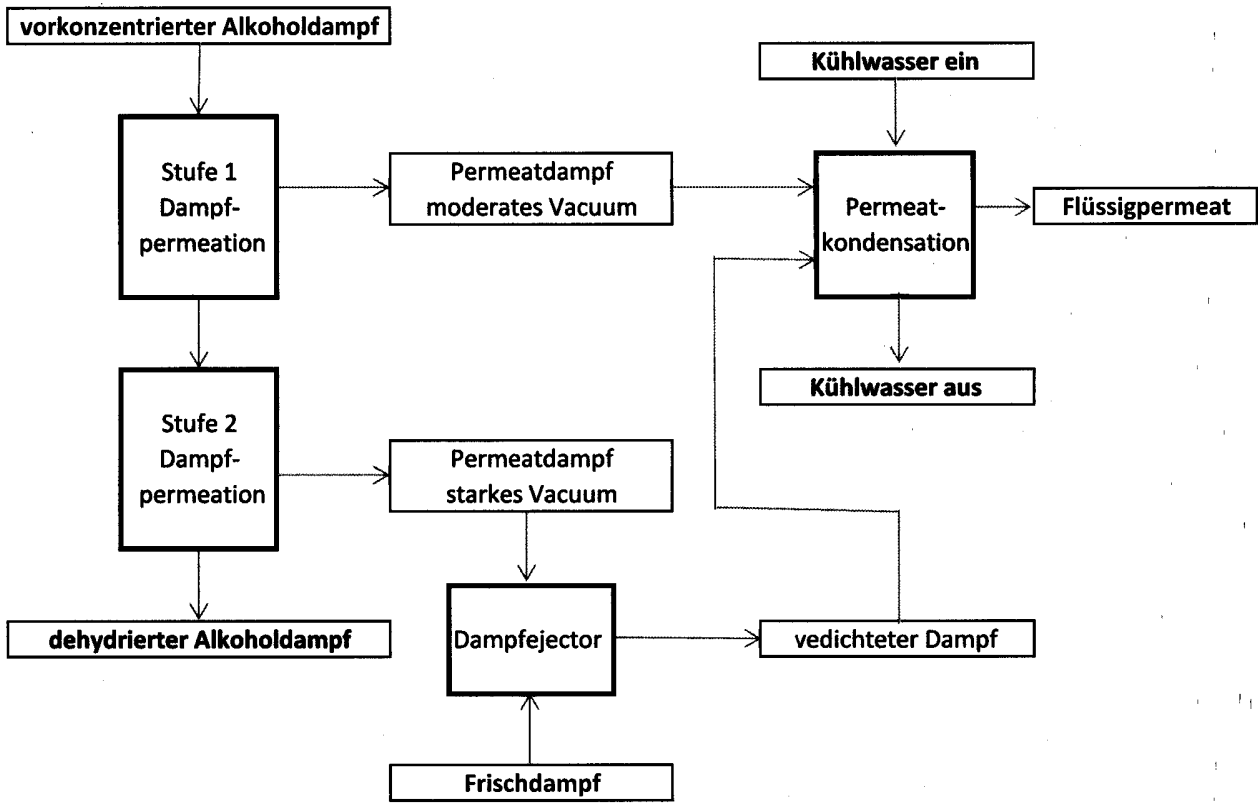 vorkonzentrierter Alkoholdampf
Kühlwasser ein
Stufe 1
Dampf-
permeation
Permeatdampf
moderates Vacuum
Permeat-
kondensation
Flüssigpermeat
Kühlwasser aus
Stufe 2
Dampf-
permeation
Permeatdampf
starkes Vacuum
dehydrierter Alkoholdampf
Dampfejector
vedichteter Dampf
Frischdampf